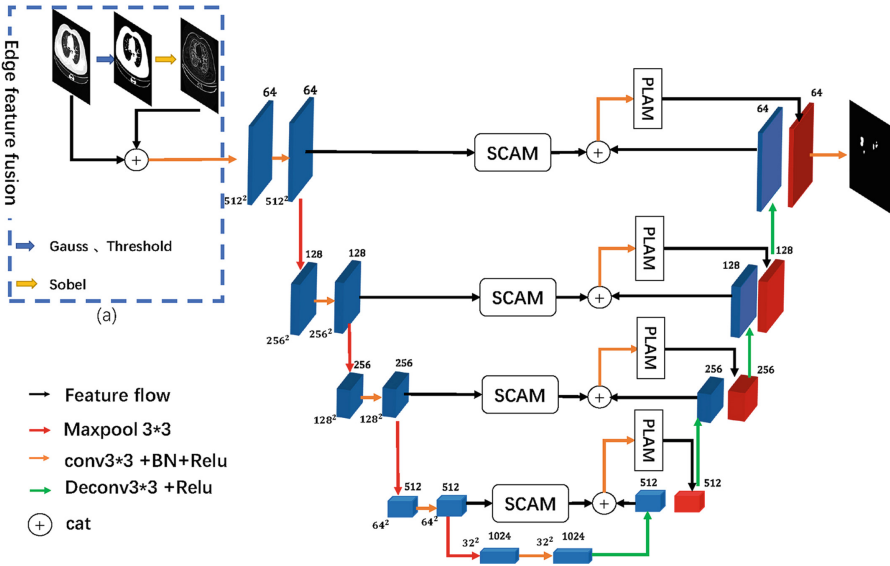 Edge feature fusion
Gauss 、Threshold
Sobel
(a)
64
64
512²
512²
SCAM
PLAM
64
64
128
128
256²
256²
SCAM
PLAM
128
128
256
256
128²
128²
SCAM
PLAM
256
256
512
512
64²
64²
SCAM
PLAM
512
512
32²
1024
32²
1024
Feature flow
Maxpool 3*3
conv3*3 +BN+Relu
Deconv3*3 +Relu
+ cat